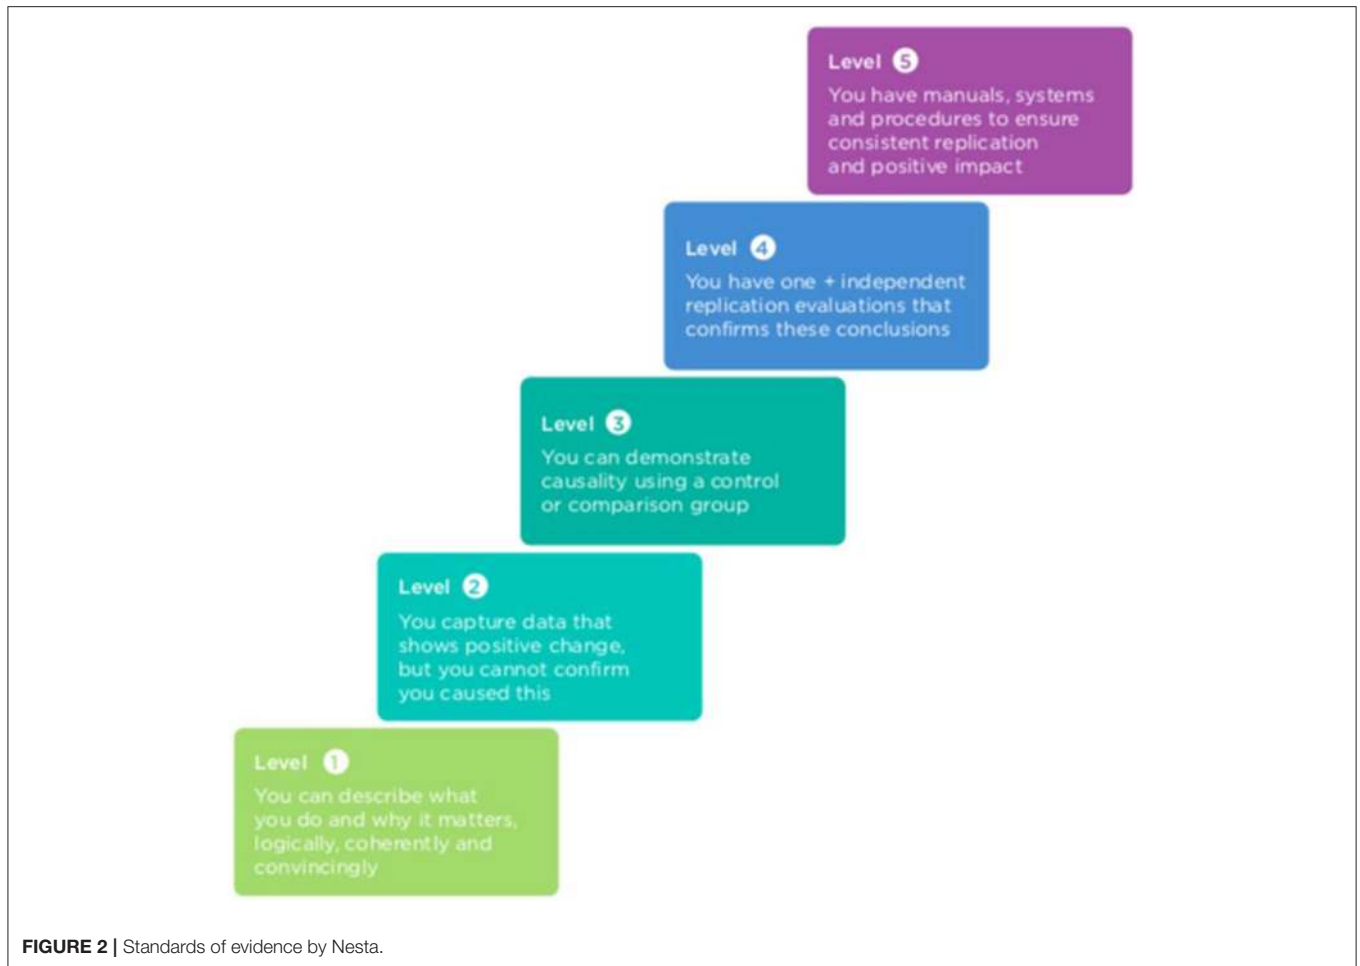 Level 5
You have manuals, systems
and procedures to ensure
consistent replication
and positive impact
Level 4
You have one + independent
replication evaluations that
confirms these conclusions
Level 3
You can demonstrate
causality using a control
or comparison group
Level 2
You capture data that
shows positive change,
but you cannot confirm
you caused this
Level 1
You can describe what
you do and why it matters,
logically, coherently and
convincingly
FIGURE 2 | Standards of evidence by Nesta.